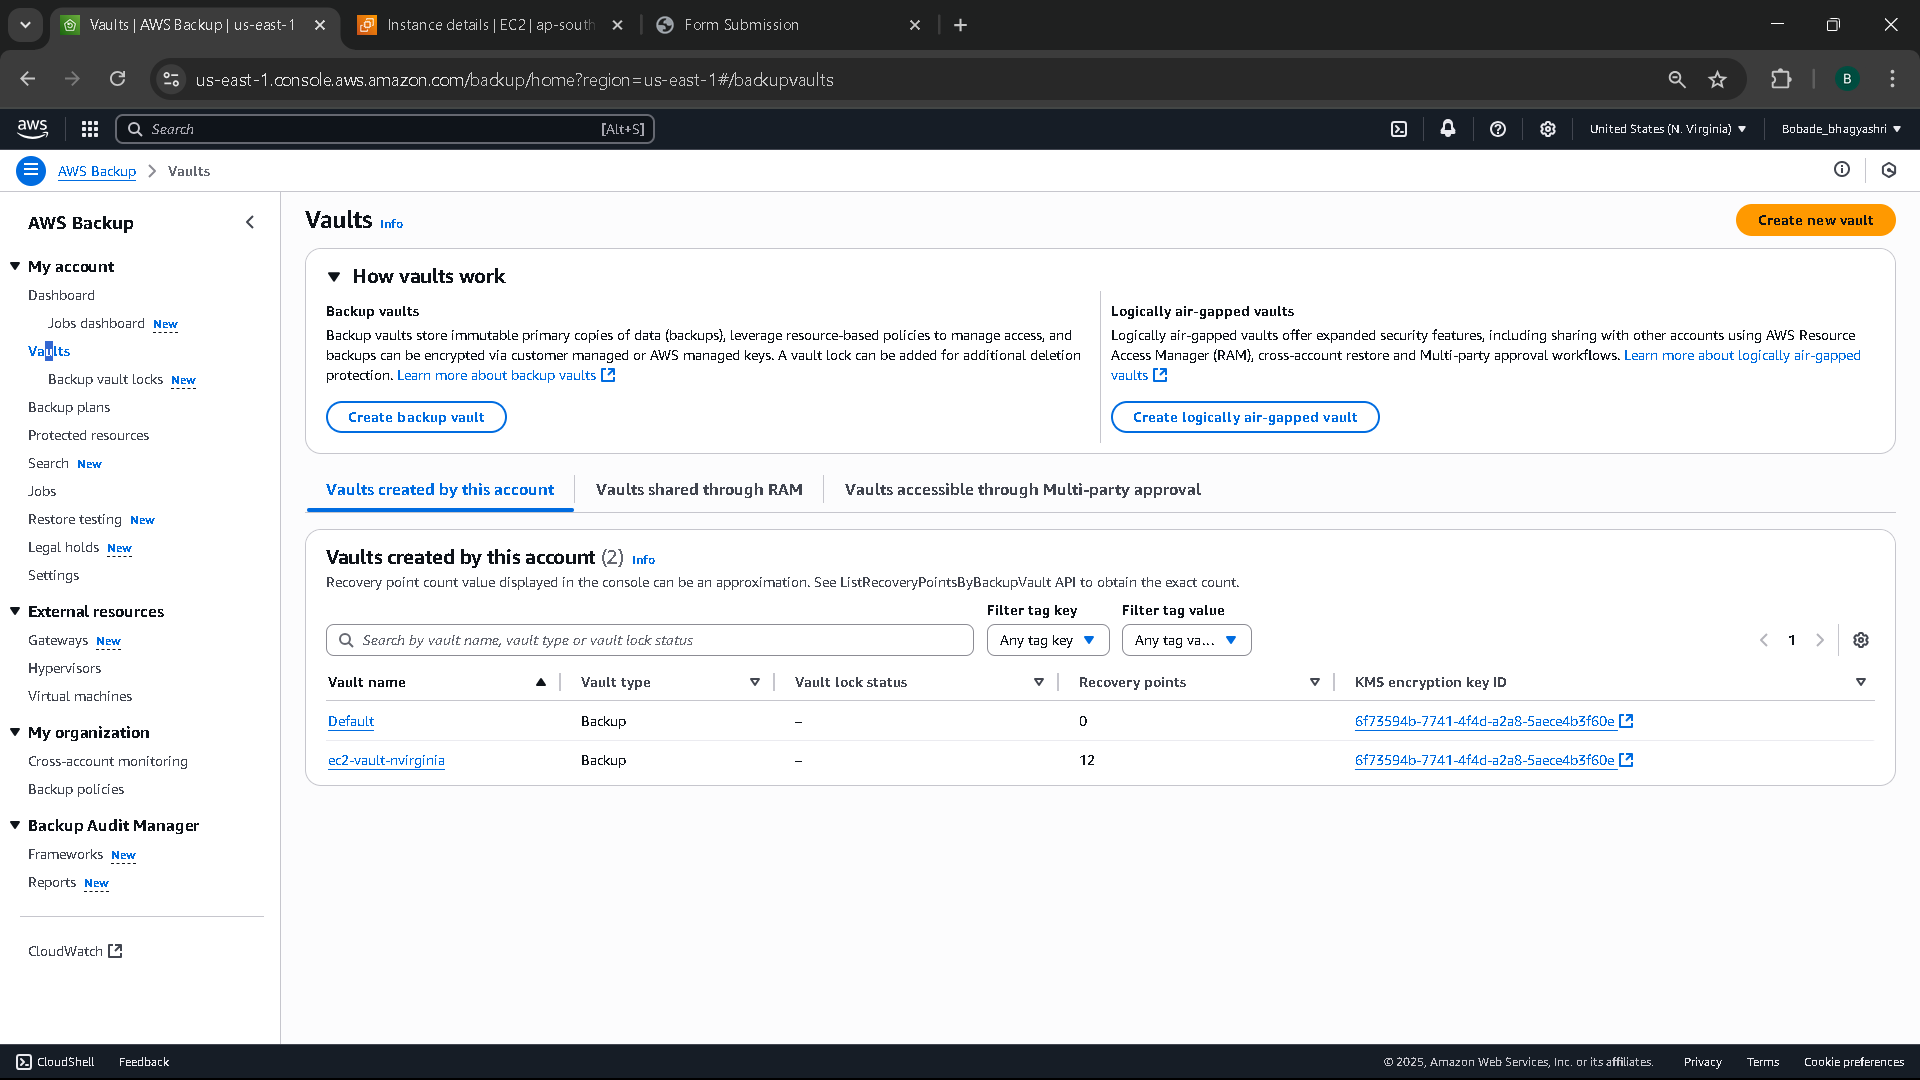 Vaults | AWS Backup | us-east-1
Instance details | EC2 | ap-south
Form Submission
us-east-1.console.aws.amazon.com/backup/home?region=us-east-1#/backupvaults
B
aws
Search
[Alt+S]
United States (N. Virginia)
Bobade_bhagyashri
AWS Backup
Vaults
AWS Backup
My account
Dashboard
Jobs dashboard New
Vaults
Backup vault locks New
Backup plans
Protected resources
Search New
Jobs
Restore testing New
Legal holds New
Settings
External resources
Gateways New
Hypervisors
Virtual machines
My organization
Cross-account monitoring
Backup policies
Backup Audit Manager
Frameworks New
Reports New
CloudWatch
Vaults Info
Create new vault
How vaults work
Backup vaults
Backup vaults store immutable primary copies of data (backups), leverage resource-based policies to manage access, and
backups can be encrypted via customer managed or AWS managed keys. A vault lock can be added for additional deletion
protection. Learn more about backup vaults
Create backup vault
Logically air-gapped vaults
Logically air-gapped vaults offer expanded security features, including sharing with other accounts using AWS Resource
Access Manager (RAM), cross-account restore and Multi-party approval workflows. Learn more about logically air-gapped
vaults
Create logically air-gapped vault
Vaults created by this account
Vaults shared through RAM
Vaults accessible through Multi-party approval
Vaults created by this account (2) Info
Recovery point count value displayed in the console can be an approximation. See ListRecoveryPointsByBackupVault API to obtain the exact count.
Filter tag key
Filter tag value
Search by vault name, vault type or vault lock status
Any tag key
Any tag va...
1
Vault name
Vault type
Vault lock status
Recovery points
KMS encryption key ID
Default Backup – 0 6f73594b-7741-4f4d-a2a8-5aece4b3f60e
ec2-vault-nvirginia Backup – 12 6f73594b-7741-4f4d-a2a8-5aece4b3f60e
CloudShell
Feedback
© 2025, Amazon Web Services, Inc. or its affiliates.
Privacy
Terms
Cookie preferences